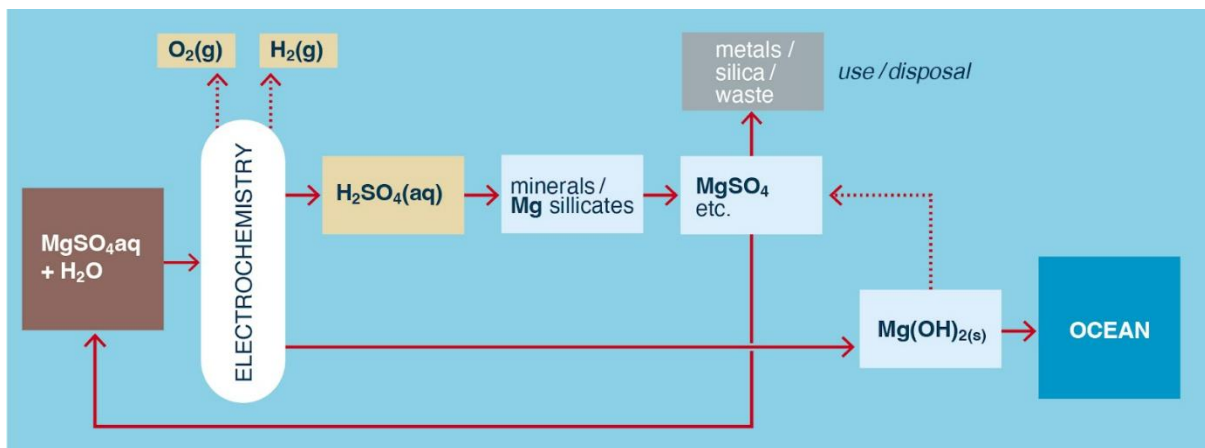 O₂(g)
H₂(g)
metals /
silica /
waste
use / disposal
ELECTROCHEMISTRY
H₂SO₄(aq)
minerals /
Mg sillicates
MgSO₄
etc.
MgSO₄aq
+ H₂O
Mg(OH)₂₍ₛ₎
OCEAN